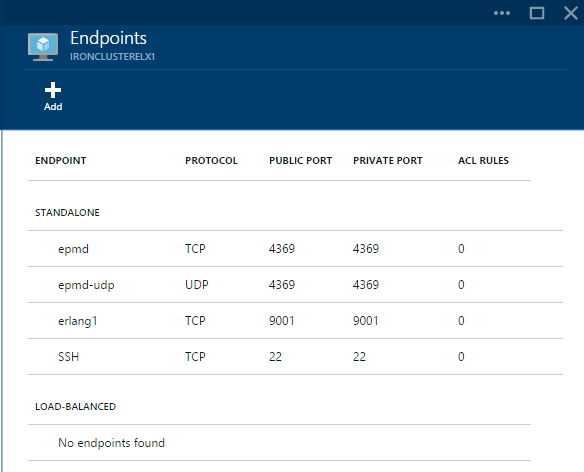 Endpoints
IRONCLUSTERELX1
Add
ENDPOINT PROTOCOL PUBLIC PORT PRIVATE PORT ACL RULES
STANDALONE
epmd TCP 4369 4369 0
epmd-udp UDP 4369 4369 0
erlang1 TCP 9001 9001 0
SSH TCP 22 22 0
LOAD-BALANCED
No endpoints found